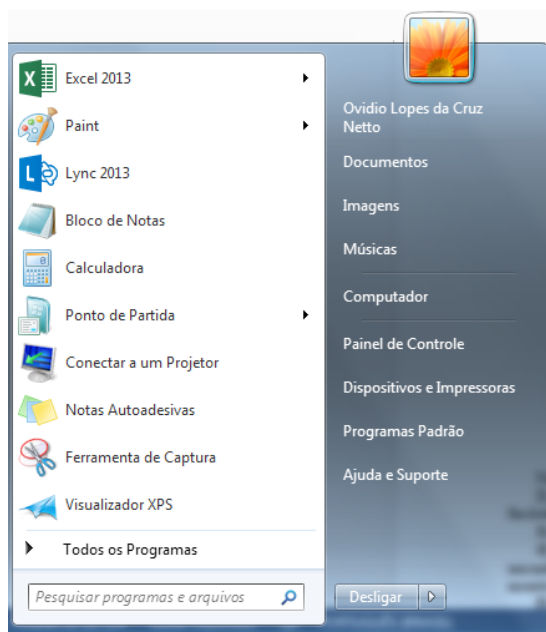 Excel 2013
Paint
Lync 2013
Bloco de Notas
Calculadora
Ponto de Partida
Conectar a um Projetor
Notas Autoadesivas
Ferramenta de Captura
Visualizador XPS
Todos os Programas
Pesquisar programas e arquivos
Ovidio Lopes da Cruz
Netto
Documentos
Imagens
Músicas
Computador
Painel de Controle
Dispositivos e Impressoras
Programas Padrão
Ajuda e Suporte
Desligar